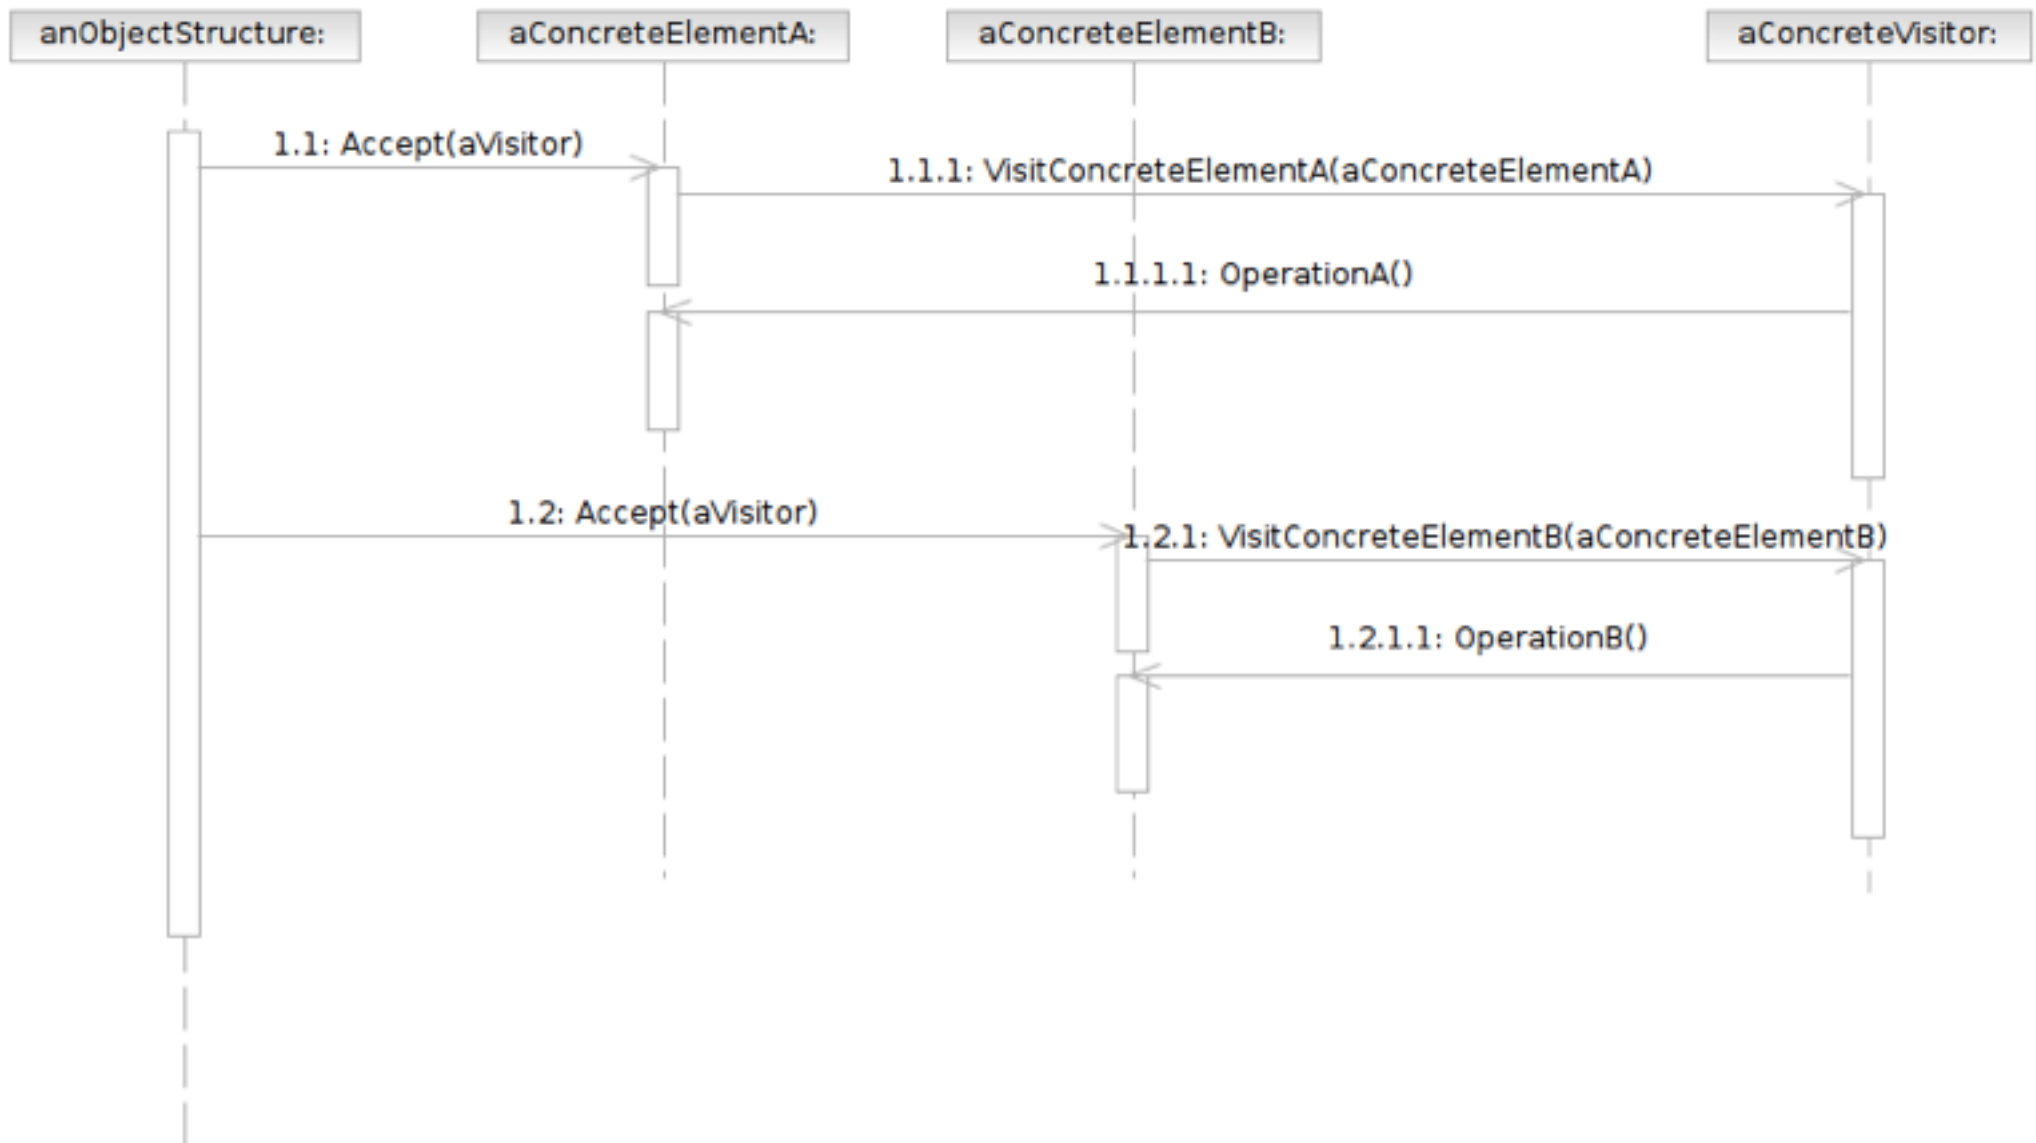 anObjectStructure:
aConcreteElementA:
aConcreteElementB:
aConcreteVisitor:
1.1: Accept(aVisitor)
1.1.1: VisitConcreteElementA(aConcreteElementA)
1.1.1.1: OperationA()
1.2: Accept(aVisitor)
1.2.1: VisitConcreteElementB(aConcreteElementB)
1.2.1.1: OperationB()